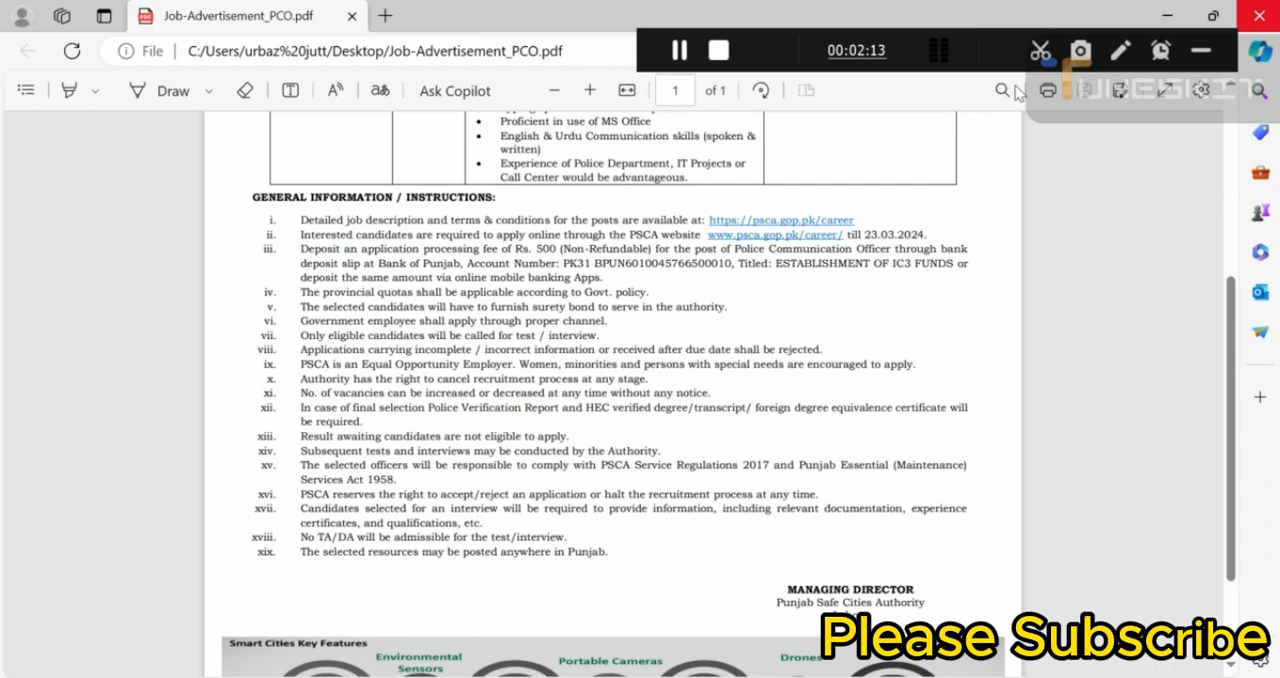 Job-Advertisement_PCO.pdf
File
C:/Users/urbaz%20jutt/Desktop/Job-Advertisement_PCO.pdf
00:02:13
Draw
Ask Copilot
1
of 1
• Proficient in use of MS Office
• English & Urdu Communication skills (spoken &
written)
• Experience of Police Department, IT Projects or
Call Center would be advantageous.
GENERAL INFORMATION / INSTRUCTIONS:
i. Detailed job description and terms & conditions for the posts are available at: https://psca.gop.pk/career
ii. Interested candidates are required to apply online through the PSCA website www.psca.gop.pk/career/ till 23.03.2024.
iii. Deposit an application processing fee of Rs. 500 (Non-Refundable) for the post of Police Communication Officer through bank
deposit slip at Bank of Punjab, Account Number: PK31 BPUN6010045766500010, Titled: ESTABLISHMENT OF IC3 FUNDS or
deposit the same amount via online mobile banking Apps.
iv. The provincial quotas shall be applicable according to Govt. policy.
v. The selected candidates will have to furnish surety bond to serve in the authority.
vi. Government employee shall apply through proper channel.
vii. Only eligible candidates will be called for test / interview.
viii. Applications carrying incomplete / incorrect information or received after due date shall be rejected.
ix. PSCA is an Equal Opportunity Employer. Women, minorities and persons with special needs are encouraged to apply.
x. Authority has the right to cancel recruitment process at any stage.
xi. No. of vacancies can be increased or decreased at any time without any notice.
xii. In case of final selection Police Verification Report and HEC verified degree/transcript/ foreign degree equivalence certificate will
be required.
xiii. Result awaiting candidates are not eligible to apply.
xiv. Subsequent tests and interviews may be conducted by the Authority.
xv. The selected officers will be responsible to comply with PSCA Service Regulations 2017 and Punjab Essential (Maintenance)
Services Act 1958.
xvi. PSCA reserves the right to accept/reject an application or halt the recruitment process at any time.
xvii. Candidates selected for an interview will be required to provide information, including relevant documentation, experience
certificates, and qualifications, etc.
xviii. No TA/DA will be admissible for the test/interview.
xix. The selected resources may be posted anywhere in Punjab.
MANAGING DIRECTOR
Punjab Safe Cities Authority
Please Subscribe
Smart Cities Key Features
Environmental
Sensors
Portable Cameras
Drones